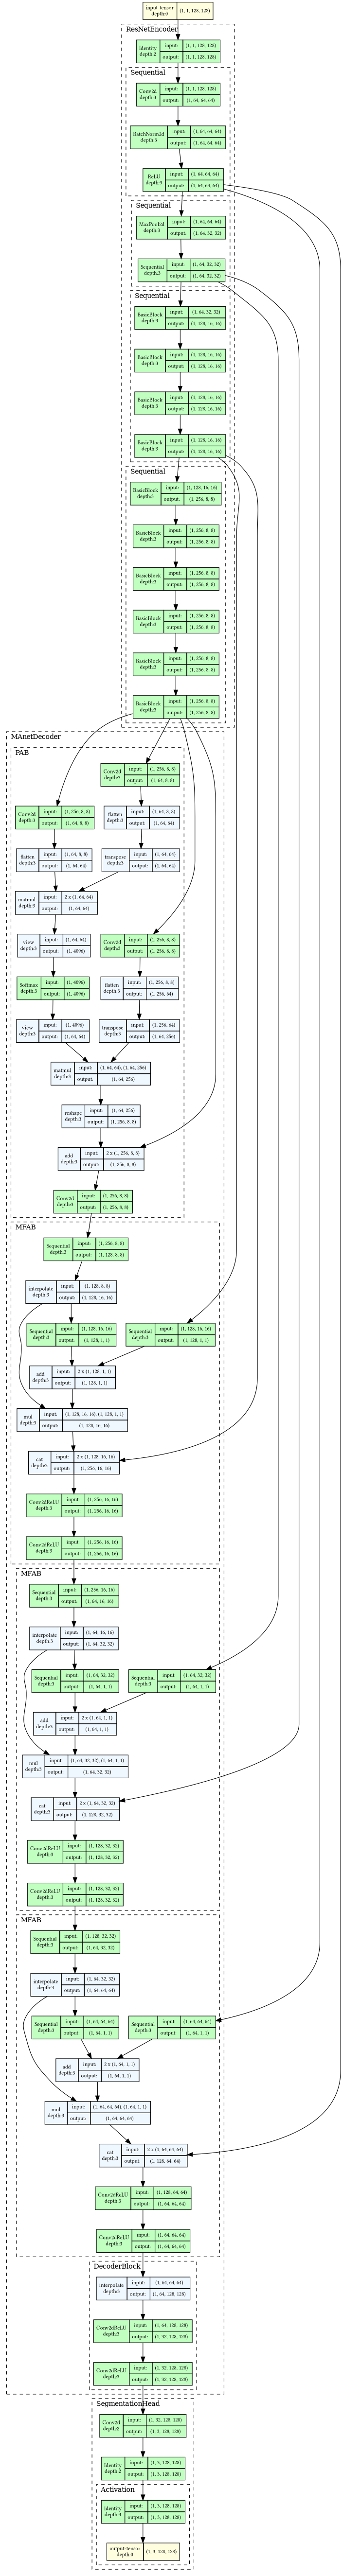 input-tensor depth:0 (1, 1, 128, 128)
ResNetEncoder
Identity depth:2 input: (1, 1, 128, 128) output: (1, 1, 128, 128)
Sequential
Conv2d depth:3 input: (1, 1, 128, 128) output: (1, 64, 64, 64)
BatchNorm2d depth:3 input: (1, 64, 64, 64) output: (1, 64, 64, 64)
ReLU depth:3 input: (1, 64, 64, 64) output: (1, 64, 64, 64)
Sequential
MaxPool2d depth:3 input: (1, 64, 64, 64) output: (1, 64, 32, 32)
Sequential depth:3 input: (1, 64, 32, 32) output: (1, 64, 32, 32)
Sequential
BasicBlock depth:3 input: (1, 64, 32, 32) output: (1, 128, 16, 16)
BasicBlock depth:3 input: (1, 128, 16, 16) output: (1, 128, 16, 16)
BasicBlock depth:3 input: (1, 128, 16, 16) output: (1, 128, 16, 16)
BasicBlock depth:3 input: (1, 128, 16, 16) output: (1, 128, 16, 16)
Sequential
BasicBlock depth:3 input: (1, 128, 16, 16) output: (1, 256, 8, 8)
BasicBlock depth:3 input: (1, 256, 8, 8) output: (1, 256, 8, 8)
BasicBlock depth:3 input: (1, 256, 8, 8) output: (1, 256, 8, 8)
BasicBlock depth:3 input: (1, 256, 8, 8) output: (1, 256, 8, 8)
BasicBlock depth:3 input: (1, 256, 8, 8) output: (1, 256, 8, 8)
BasicBlock depth:3 input: (1, 256, 8, 8) output: (1, 256, 8, 8)
MAnetDecoder
PAB
Conv2d depth:3 input: (1, 256, 8, 8) output: (1, 64, 8, 8)
Conv2d depth:3 input: (1, 256, 8, 8) output: (1, 64, 8, 8)
flatten depth:3 input: (1, 64, 8, 8) output: (1, 64, 64)
flatten depth:3 input: (1, 64, 8, 8) output: (1, 64, 64)
transpose depth:3 input: (1, 64, 64) output: (1, 64, 64)
matmul depth:3 input: 2 x (1, 64, 64) output: (1, 64, 64)
view depth:3 input: (1, 64, 64) output: (1, 4096)
Conv2d depth:3 input: (1, 256, 8, 8) output: (1, 256, 8, 8)
Softmax depth:3 input: (1, 4096) output: (1, 4096)
flatten depth:3 input: (1, 256, 8, 8) output: (1, 256, 64)
view depth:3 input: (1, 4096) output: (1, 64, 64)
transpose depth:3 input: (1, 256, 64) output: (1, 64, 256)
matmul depth:3 input: (1, 64, 64), (1, 64, 256) output: (1, 64, 256)
reshape depth:3 input: (1, 64, 256) output: (1, 256, 8, 8)
add depth:3 input: 2 x (1, 256, 8, 8) output: (1, 256, 8, 8)
Conv2d depth:3 input: (1, 256, 8, 8) output: (1, 256, 8, 8)
MFAB
Sequential depth:3 input: (1, 256, 8, 8) output: (1, 128, 8, 8)
interpolate depth:3 input: (1, 128, 8, 8) output: (1, 128, 16, 16)
Sequential depth:3 input: (1, 128, 16, 16) output: (1, 128, 1, 1)
Sequential depth:3 input: (1, 128, 16, 16) output: (1, 128, 1, 1)
add depth:3 input: 2 x (1, 128, 1, 1) output: (1, 128, 1, 1)
mul depth:3 input: (1, 128, 16, 16), (1, 128, 1, 1) output: (1, 128, 16, 16)
cat depth:3 input: 2 x (1, 128, 16, 16) output: (1, 256, 16, 16)
Conv2dReLU depth:3 input: (1, 256, 16, 16) output: (1, 256, 16, 16)
Conv2dReLU depth:3 input: (1, 256, 16, 16) output: (1, 256, 16, 16)
MFAB
Sequential depth:3 input: (1, 256, 16, 16) output: (1, 64, 16, 16)
interpolate depth:3 input: (1, 64, 16, 16) output: (1, 64, 32, 32)
Sequential depth:3 input: (1, 64, 32, 32) output: (1, 64, 1, 1)
Sequential depth:3 input: (1, 64, 32, 32) output: (1, 64, 1, 1)
add depth:3 input: 2 x (1, 64, 1, 1) output: (1, 64, 1, 1)
mul depth:3 input: (1, 64, 32, 32), (1, 64, 1, 1) output: (1, 64, 32, 32)
cat depth:3 input: 2 x (1, 64, 32, 32) output: (1, 128, 32, 32)
Conv2dReLU depth:3 input: (1, 128, 32, 32) output: (1, 128, 32, 32)
Conv2dReLU depth:3 input: (1, 128, 32, 32) output: (1, 128, 32, 32)
MFAB
Sequential depth:3 input: (1, 128, 32, 32) output: (1, 64, 32, 32)
interpolate depth:3 input: (1, 64, 32, 32) output: (1, 64, 64, 64)
Sequential depth:3 input: (1, 64, 64, 64) output: (1, 64, 1, 1)
Sequential depth:3 input: (1, 64, 64, 64) output: (1, 64, 1, 1)
add depth:3 input: 2 x (1, 64, 1, 1) output: (1, 64, 1, 1)
mul depth:3 input: (1, 64, 64, 64), (1, 64, 1, 1) output: (1, 64, 64, 64)
cat depth:3 input: 2 x (1, 64, 64, 64) output: (1, 128, 64, 64)
Conv2dReLU depth:3 input: (1, 128, 64, 64) output: (1, 64, 64, 64)
Conv2dReLU depth:3 input: (1, 64, 64, 64) output: (1, 64, 64, 64)
DecoderBlock
interpolate depth:3 input: (1, 64, 64, 64) output: (1, 64, 128, 128)
Conv2dReLU depth:3 input: (1, 64, 128, 128) output: (1, 32, 128, 128)
Conv2dReLU depth:3 input: (1, 32, 128, 128) output: (1, 32, 128, 128)
SegmentationHead
Conv2d depth:2 input: (1, 32, 128, 128) output: (1, 3, 128, 128)
Identity depth:2 input: (1, 3, 128, 128) output: (1, 3, 128, 128)
Activation
Identity depth:3 input: (1, 3, 128, 128) output: (1, 3, 128, 128)
output-tensor depth:0 (1, 3, 128, 128)